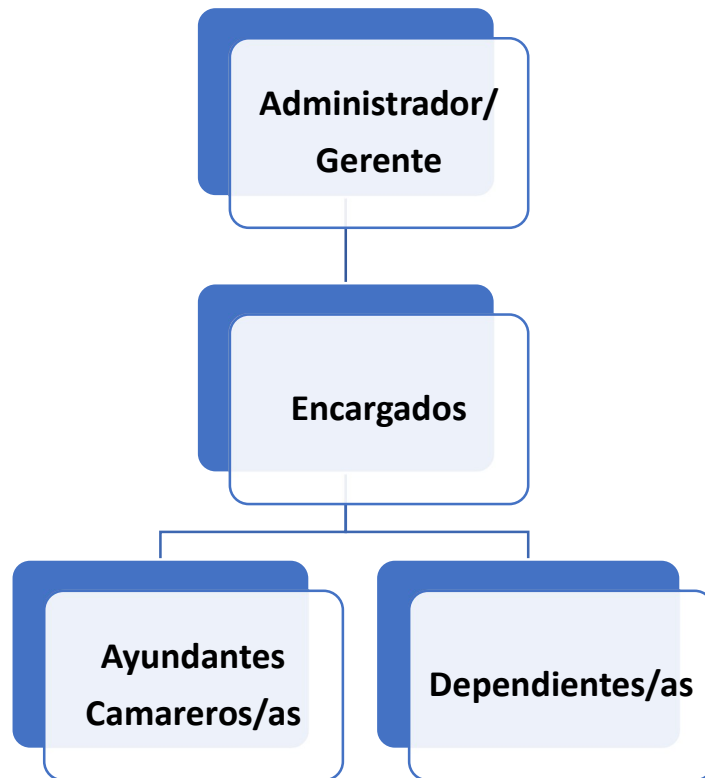 Administrador/
Gerente
Encargados
Ayundantes
Camareros/as
Dependientes/as